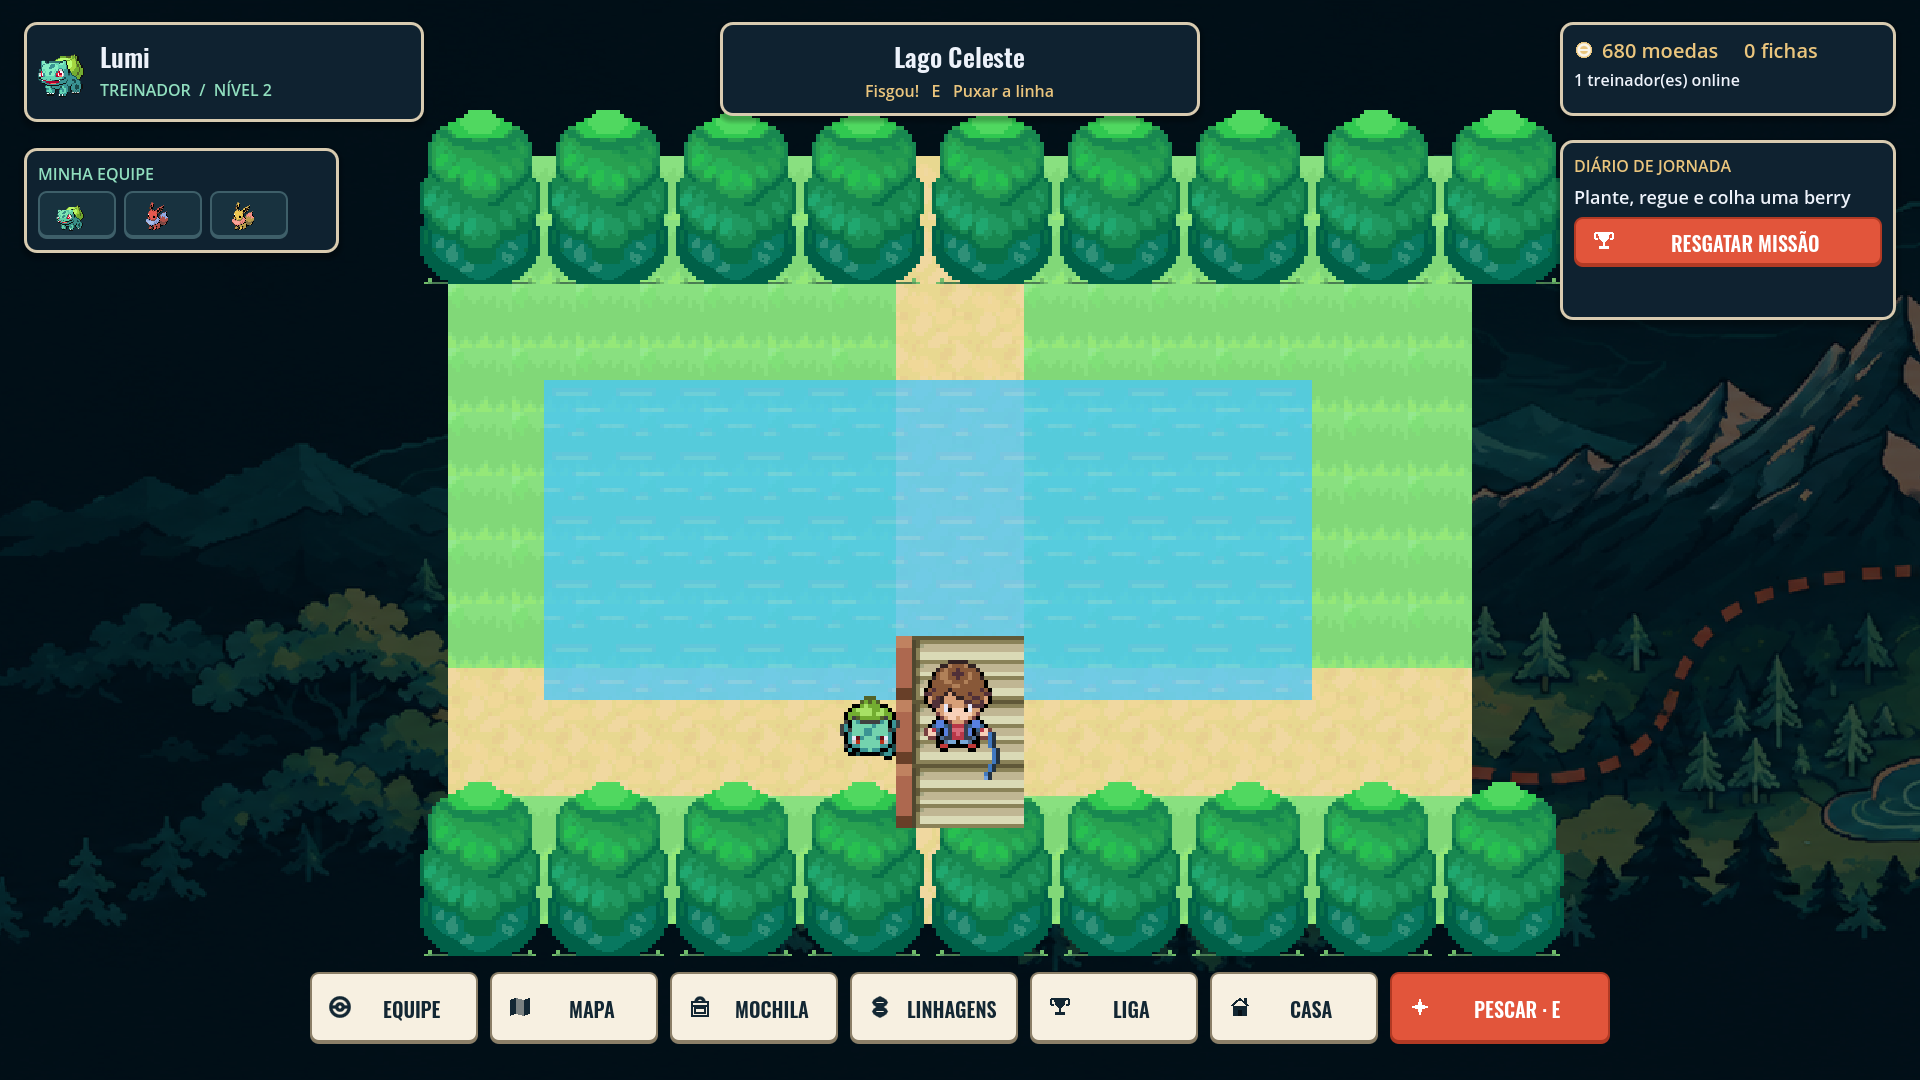 Lumi
TREINADOR / NÍVEL 2
MINHA EQUIPE
Lago Celeste
Fisgou! E Puxar a linha
680 moedas 0 fichas
1 treinador(es) online
DIÁRIO DE JORNADA
Plante, regue e colha uma berry
RESGATAR MISSÃO
EQUIPE
MAPA
MOCHILA
LINHAGENS
LIGA
CASA
PESCAR · E